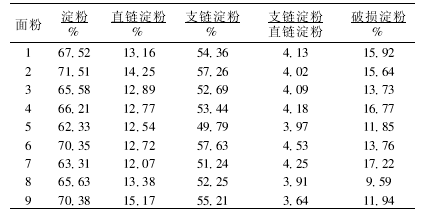 面粉 淀粉 直链淀粉 支链淀粉 支链淀粉 破损淀粉
% % % 直链淀粉 %
1 67.52 13.16 54.36 4.13 15.92
2 71.51 14.25 57.26 4.02 15.64
3 65.58 12.89 52.69 4.09 13.73
4 66.21 12.77 53.44 4.18 16.77
5 62.33 12.54 49.79 3.97 11.85
6 70.35 12.72 57.63 4.53 13.76
7 63.31 12.07 51.24 4.25 17.22
8 65.63 13.38 52.25 3.91 9.59
9 70.38 15.17 55.21 3.64 11.94